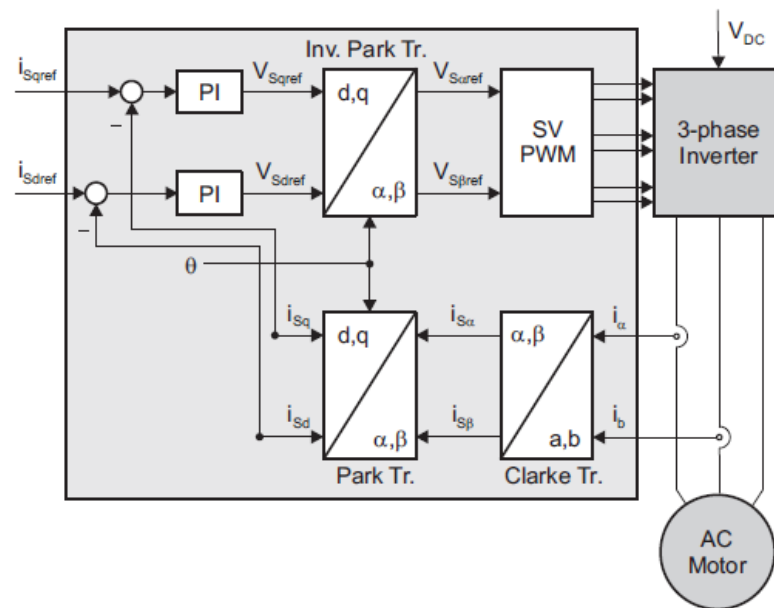 Inv. Park Tr.
V_DC
i_Sqref
PI
V_Sqref
d,q
V_Sαref
SV
PWM
3-phase
Inverter
–
i_Sdref
PI
V_Sdref
α,β
V_Sβref
–
θ
i_Sq
d,q
i_Sα
α,β
i_α
i_Sd
α,β
i_Sβ
a,b
i_b
Park Tr.
Clarke Tr.
AC
Motor